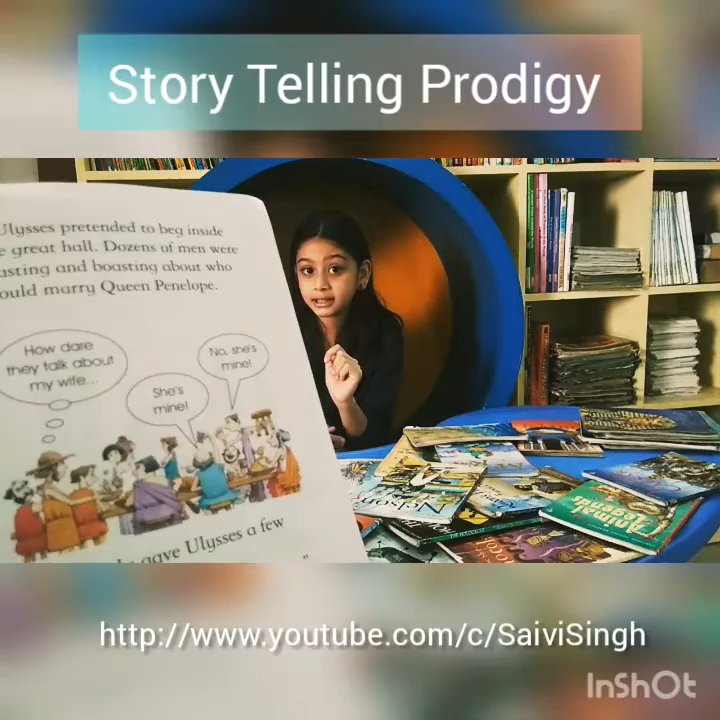 Story Telling Prodigy
Ulysses pretended to beg inside
great hall. Dozens of men were
and boasting about who
marry Queen Penelope.
How dare
they talk about
my wife...
She's
mine!
No, she's
mine!
gave Ulysses a few
Animal
Legends
http://www.youtube.com/c/SaiviSingh
InShOt